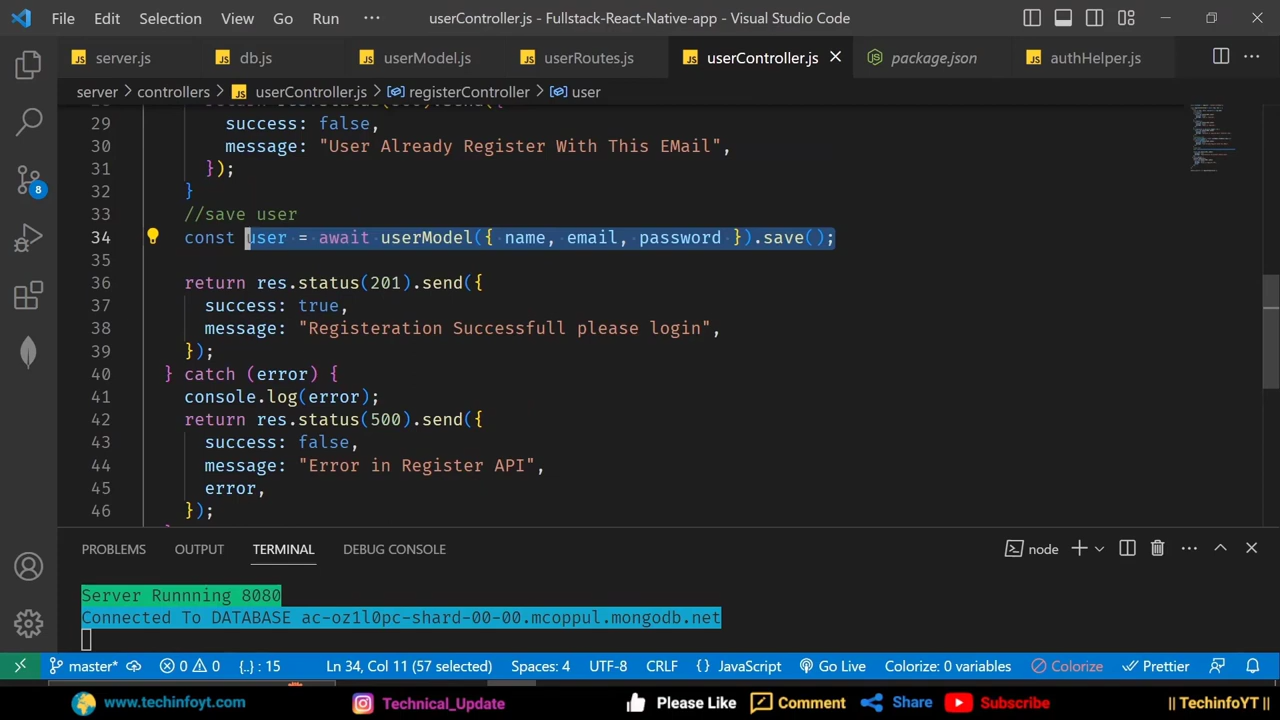 File Edit Selection View Go Run ··· userController.js - Fullstack-React-Native-app - Visual Studio Code
JS server.js JS db.js JS userModel.js JS userRoutes.js JS userController.js package.json JS authHelper.js
server > controllers > JS userController.js > registerController > user
29 success: false,
30 message: "User Already Register With This EMail",
31 });
32 }
33 //save user
34 const user = await userModel({ name, email, password }).save();
35
36 return res.status(201).send({
37 success: true,
38 message: "Registeration Successfull please login",
39 });
40 } catch (error) {
41 console.log(error);
42 return res.status(500).send({
43 success: false,
44 message: "Error in Register API",
45 error,
46 });
8
PROBLEMS OUTPUT TERMINAL DEBUG CONSOLE node
Server Runnning 8080
Connected To DATABASE ac-oz1l0pc-shard-00-00.mcoppul.mongodb.net
master* 0 0 {..} : 15 Ln 34, Col 11 (57 selected) Spaces: 4 UTF-8 CRLF {} JavaScript Go Live Colorize: 0 variables Colorize Prettier
www.techinfoyt.com Technical_Update Please Like Comment Share Subscribe || TechinfoYT ||